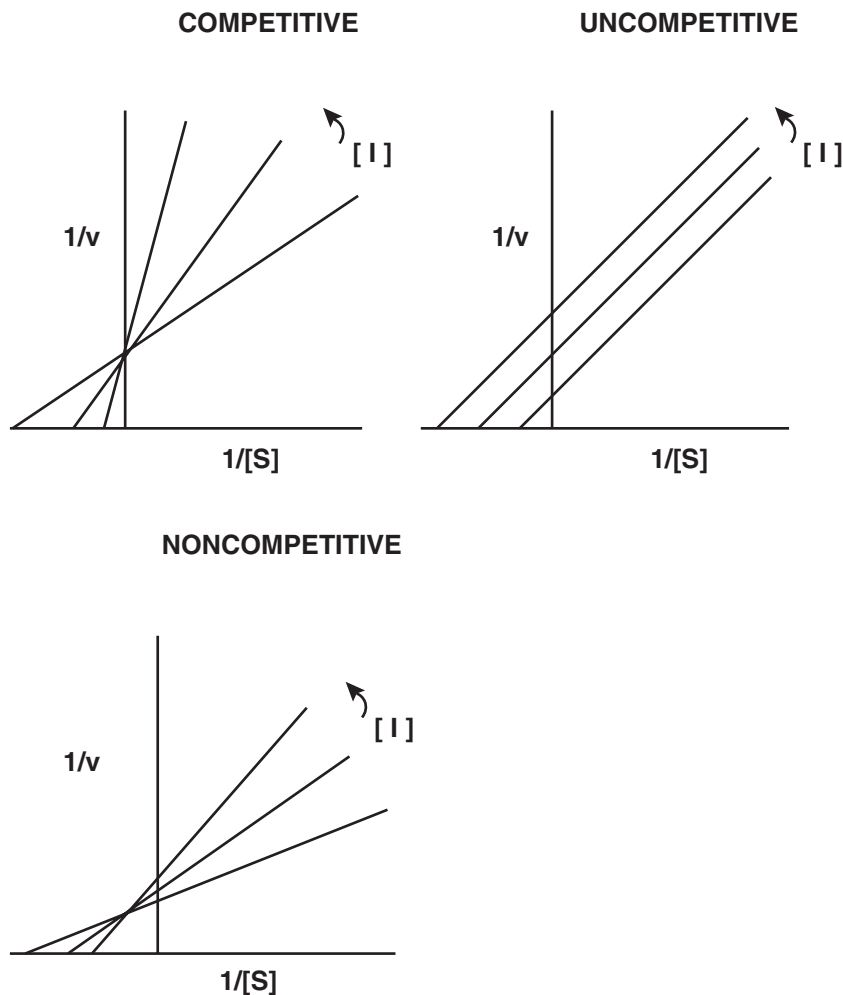 COMPETITIVE
UNCOMPETITIVE
[ I ]
[ I ]
1/v
1/v
1/[S]
1/[S]
NONCOMPETITIVE
[ I ]
1/v
1/[S]